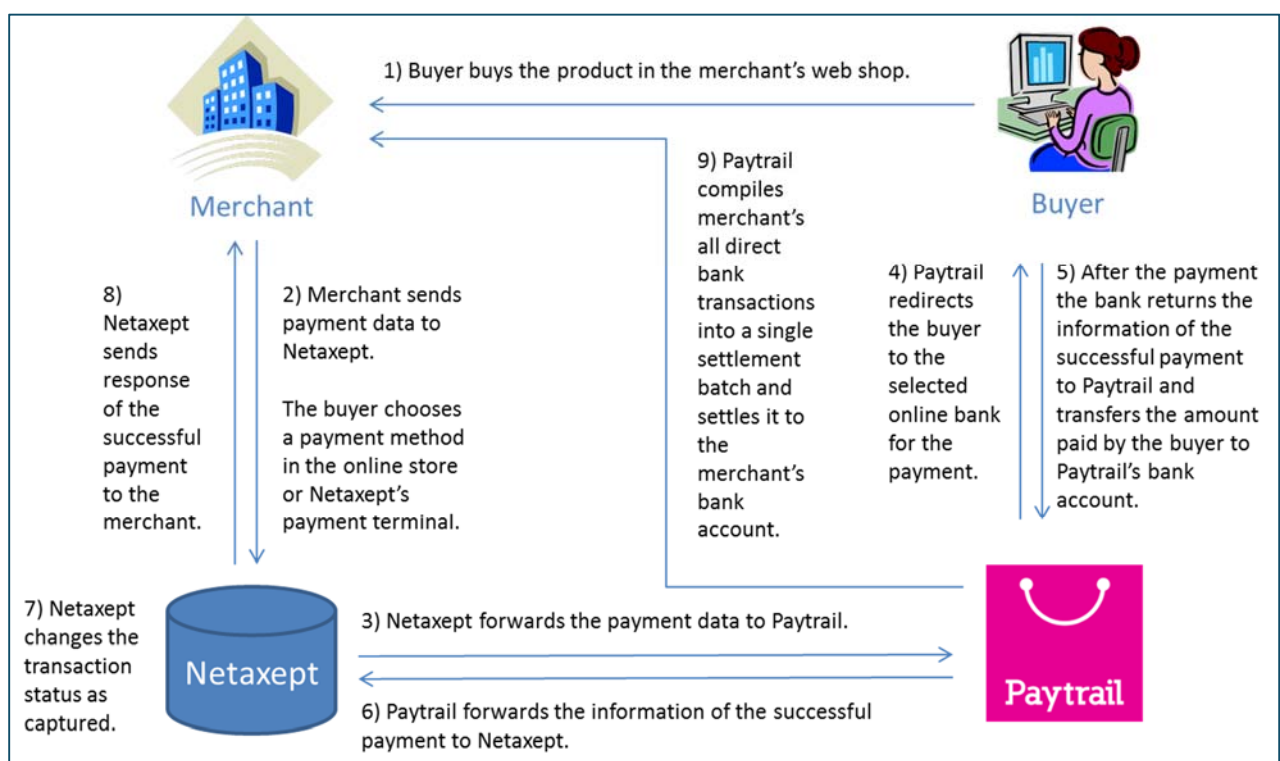 1) Buyer buys the product in the merchant's web shop.
Merchant
Buyer
9) Paytrail
compiles
merchant's
all direct
bank
transactions
into a single
settlement
batch and
settles it to
the
merchant's
bank
account.
8)
Netaxept
sends
response
of the
successful
payment
to the
merchant.
2) Merchant sends
payment data to
Netaxept.
The buyer chooses
a payment method
in the online store
or Netaxept's
payment terminal.
4) Paytrail
redirects
the buyer
to the
selected
online bank
for the
payment.
5) After the payment
the bank returns the
information of the
successful payment
to Paytrail and
transfers the amount
paid by the buyer to
Paytrail's bank
account.
7) Netaxept
changes the
transaction
status as
captured.
Netaxept
3) Netaxept forwards the payment data to Paytrail.
6) Paytrail forwards the information of the successful
payment to Netaxept.
Paytrail